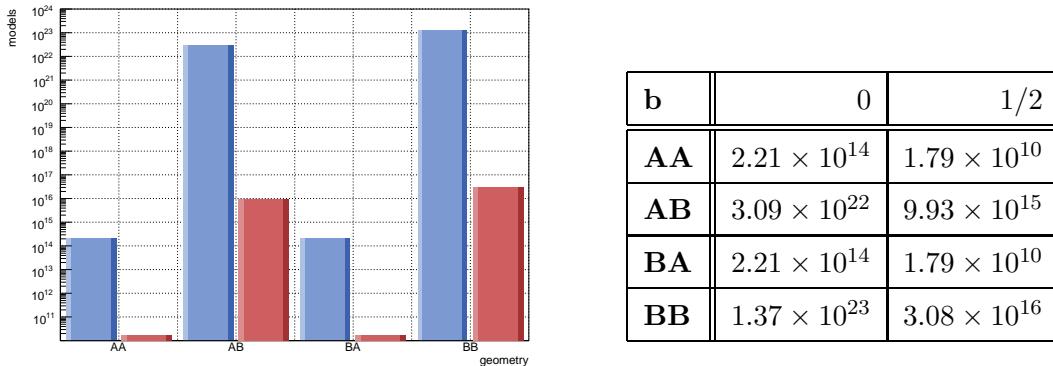 models
10^24
10^23
10^22
10^21
10^20
10^19
10^18
10^17
10^16
10^15
10^14
10^13
10^12
10^11
AA AB BA BB
geometry
b 0 1/2
AA 2.21 × 10^14 1.79 × 10^10
AB 3.09 × 10^22 9.93 × 10^15
BA 2.21 × 10^14 1.79 × 10^10
BB 1.37 × 10^23 3.08 × 10^16